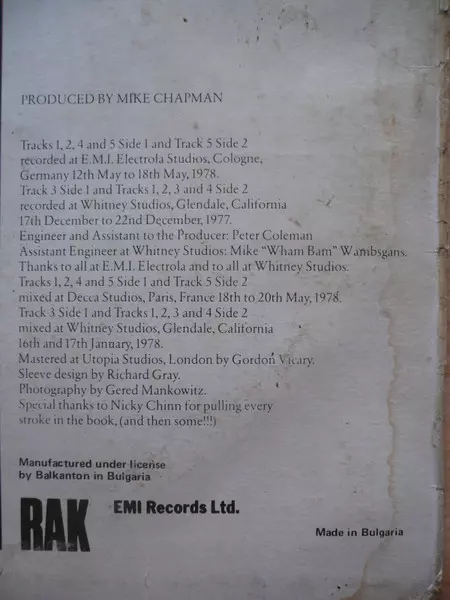 PRODUCED BY MIKE CHAPMAN
Tracks 1, 2, 4 and 5 Side 1 and Track 5 Side 2
recorded at E.M.I. Electrola Studios, Cologne,
Germany 12th May to 18th May, 1978.
Track 3 Side 1 and Tracks 1, 2, 3 and 4 Side 2
recorded at Whitney Studios, Glendale, California
17th December to 22nd December, 1977.
Engineer and Assistant to the Producer: Peter Coleman
Assistant Engineer at Whitney Studios: Mike “Wham Bam” Wambsgans.
Thanks to all at E.M.I. Electrola and to all at Whitney Studios.
Tracks 1, 2, 4 and 5 Side 1 and Track 5 Side 2
mixed at Decca Studios, Paris, France 18th to 20th May, 1978.
Track 3 Side 1 and Tracks 1, 2, 3 and 4 Side 2
mixed at Whitney Studios, Glendale, California
16th and 17th January, 1978.
Mastered at Utopia Studios, London by Gordon Vicary.
Sleeve design by Richard Gray.
Photography by Gered Mankowitz.
Special thanks to Nicky Chinn for pulling every
stroke in the book, (and then some!!!)
Manufactured under license
by Balkanton in Bulgaria
RAK EMI Records Ltd.
Made in Bulgaria